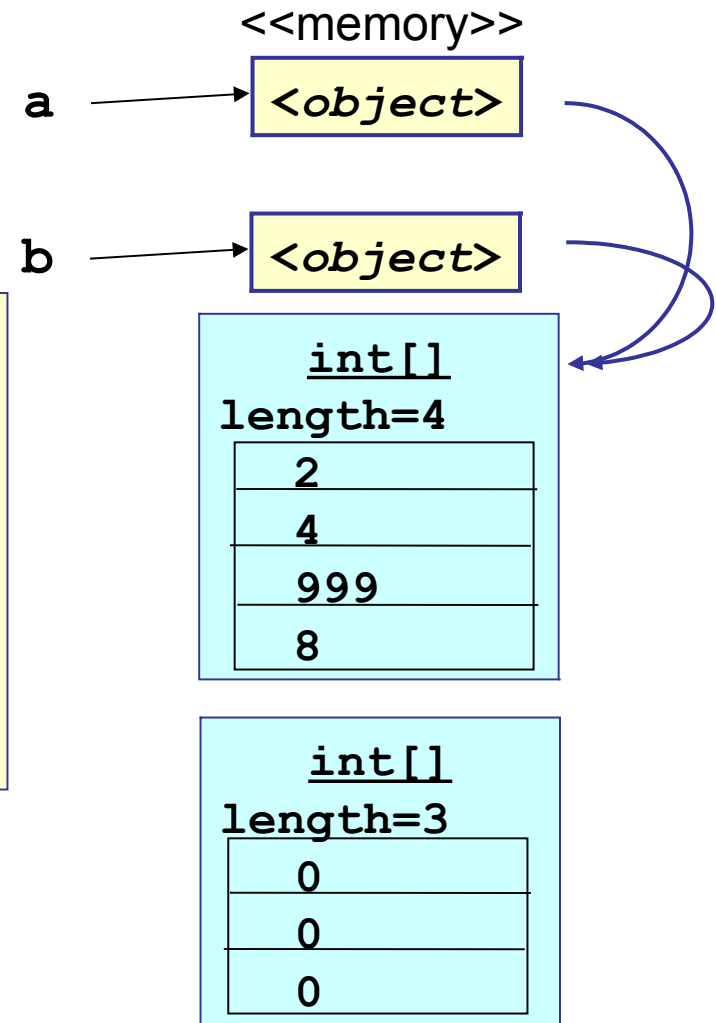 <<memory>>
a <object>
b <object>
int[]
length=4
2
4
999
8
int[]
length=3
0
0
0